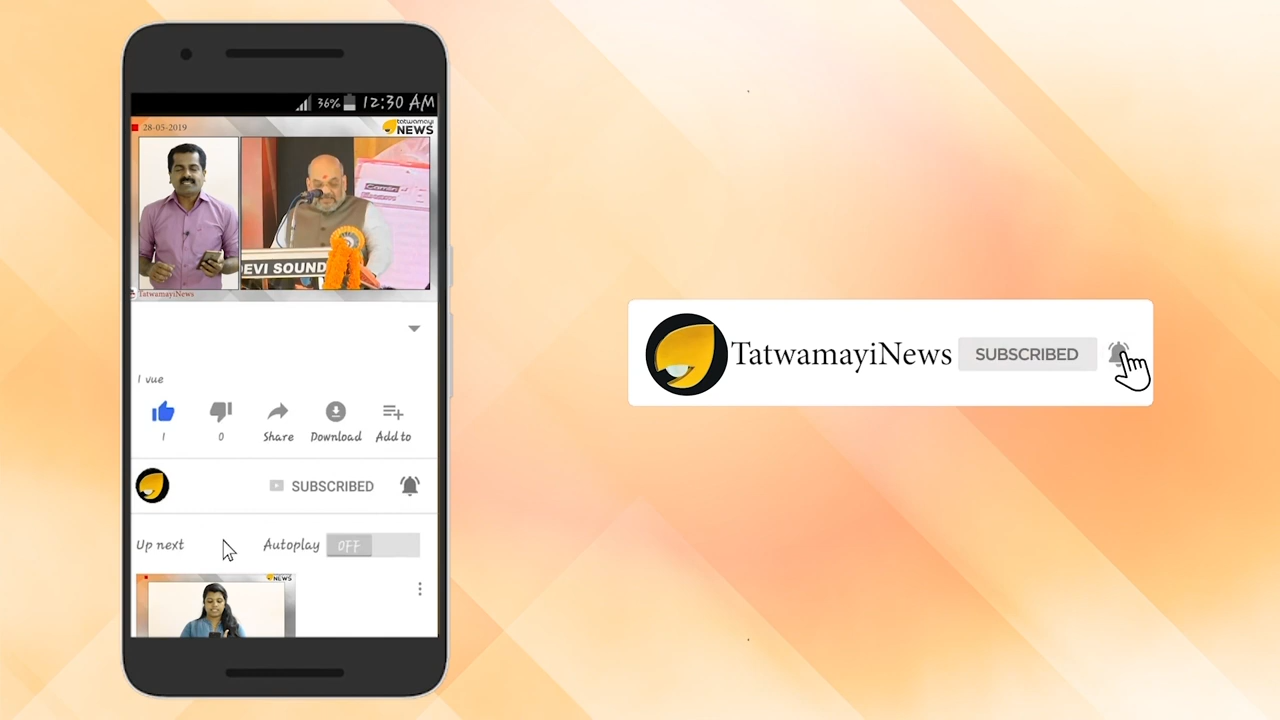 36% 12:30 AM
28-05-2019
tatwamayi
NEWS
DEVI SOUND
TatwamayiNews
1 vue
1 0 Share Download Add to
SUBSCRIBED
Up next Autoplay OFF
NEWS
TatwamayiNews SUBSCRIBED